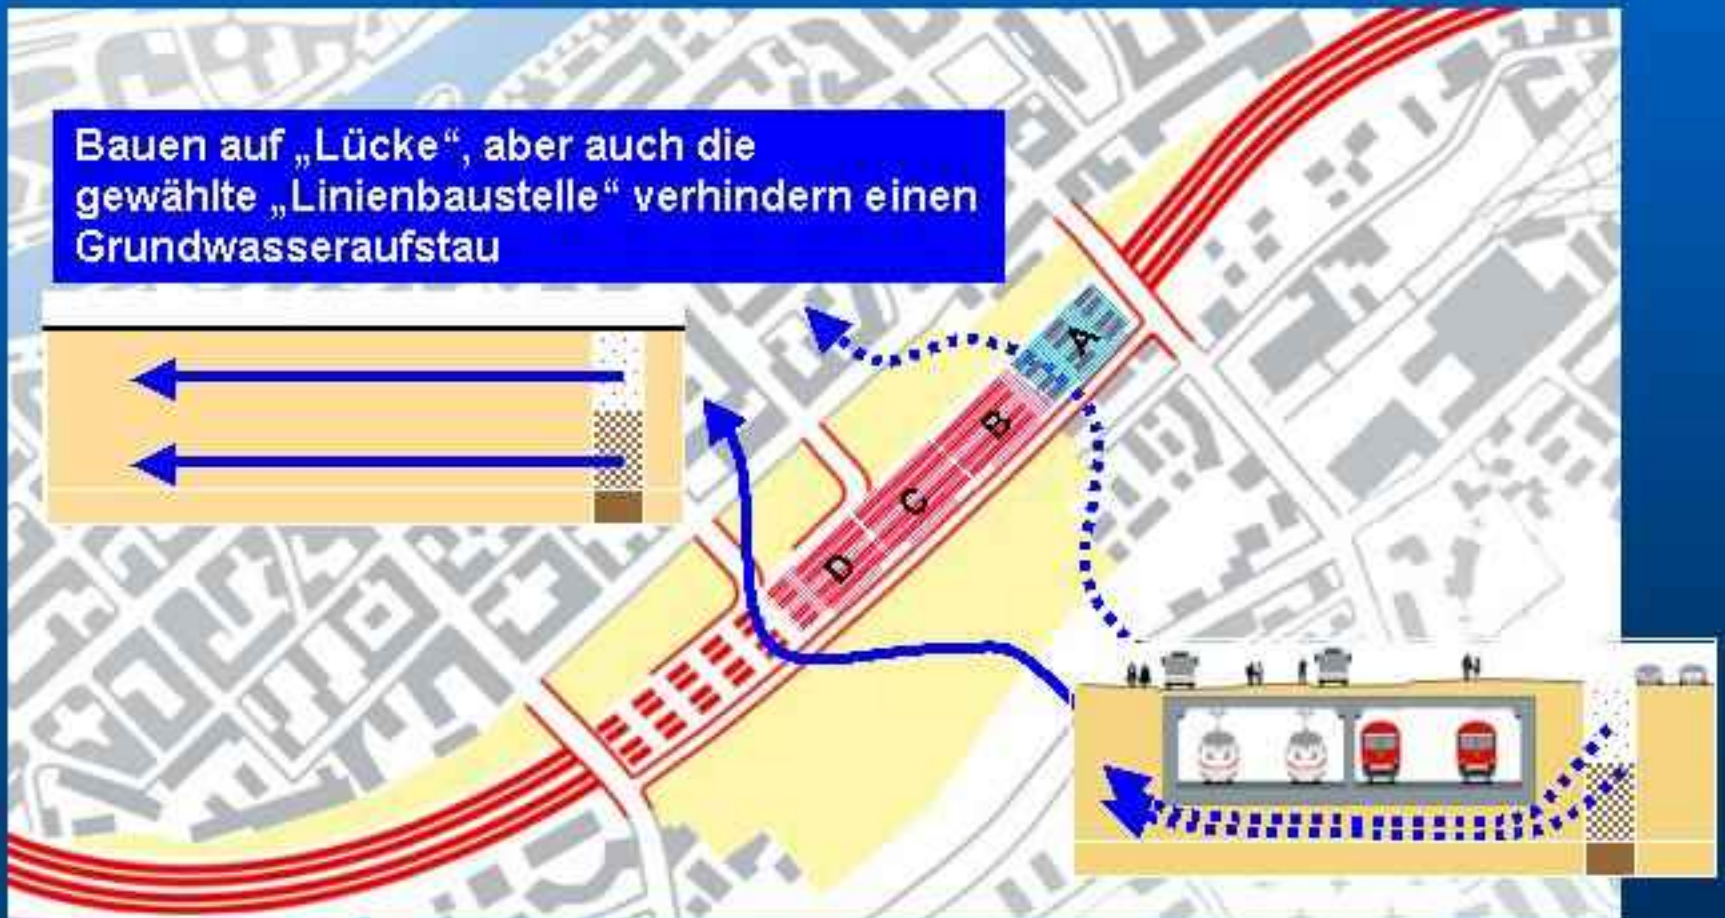 Bauen auf „Lücke“, aber auch die
gewählte „Linienbaustelle“ verhindern einen
Grundwasseraufstau
A
B
C
D